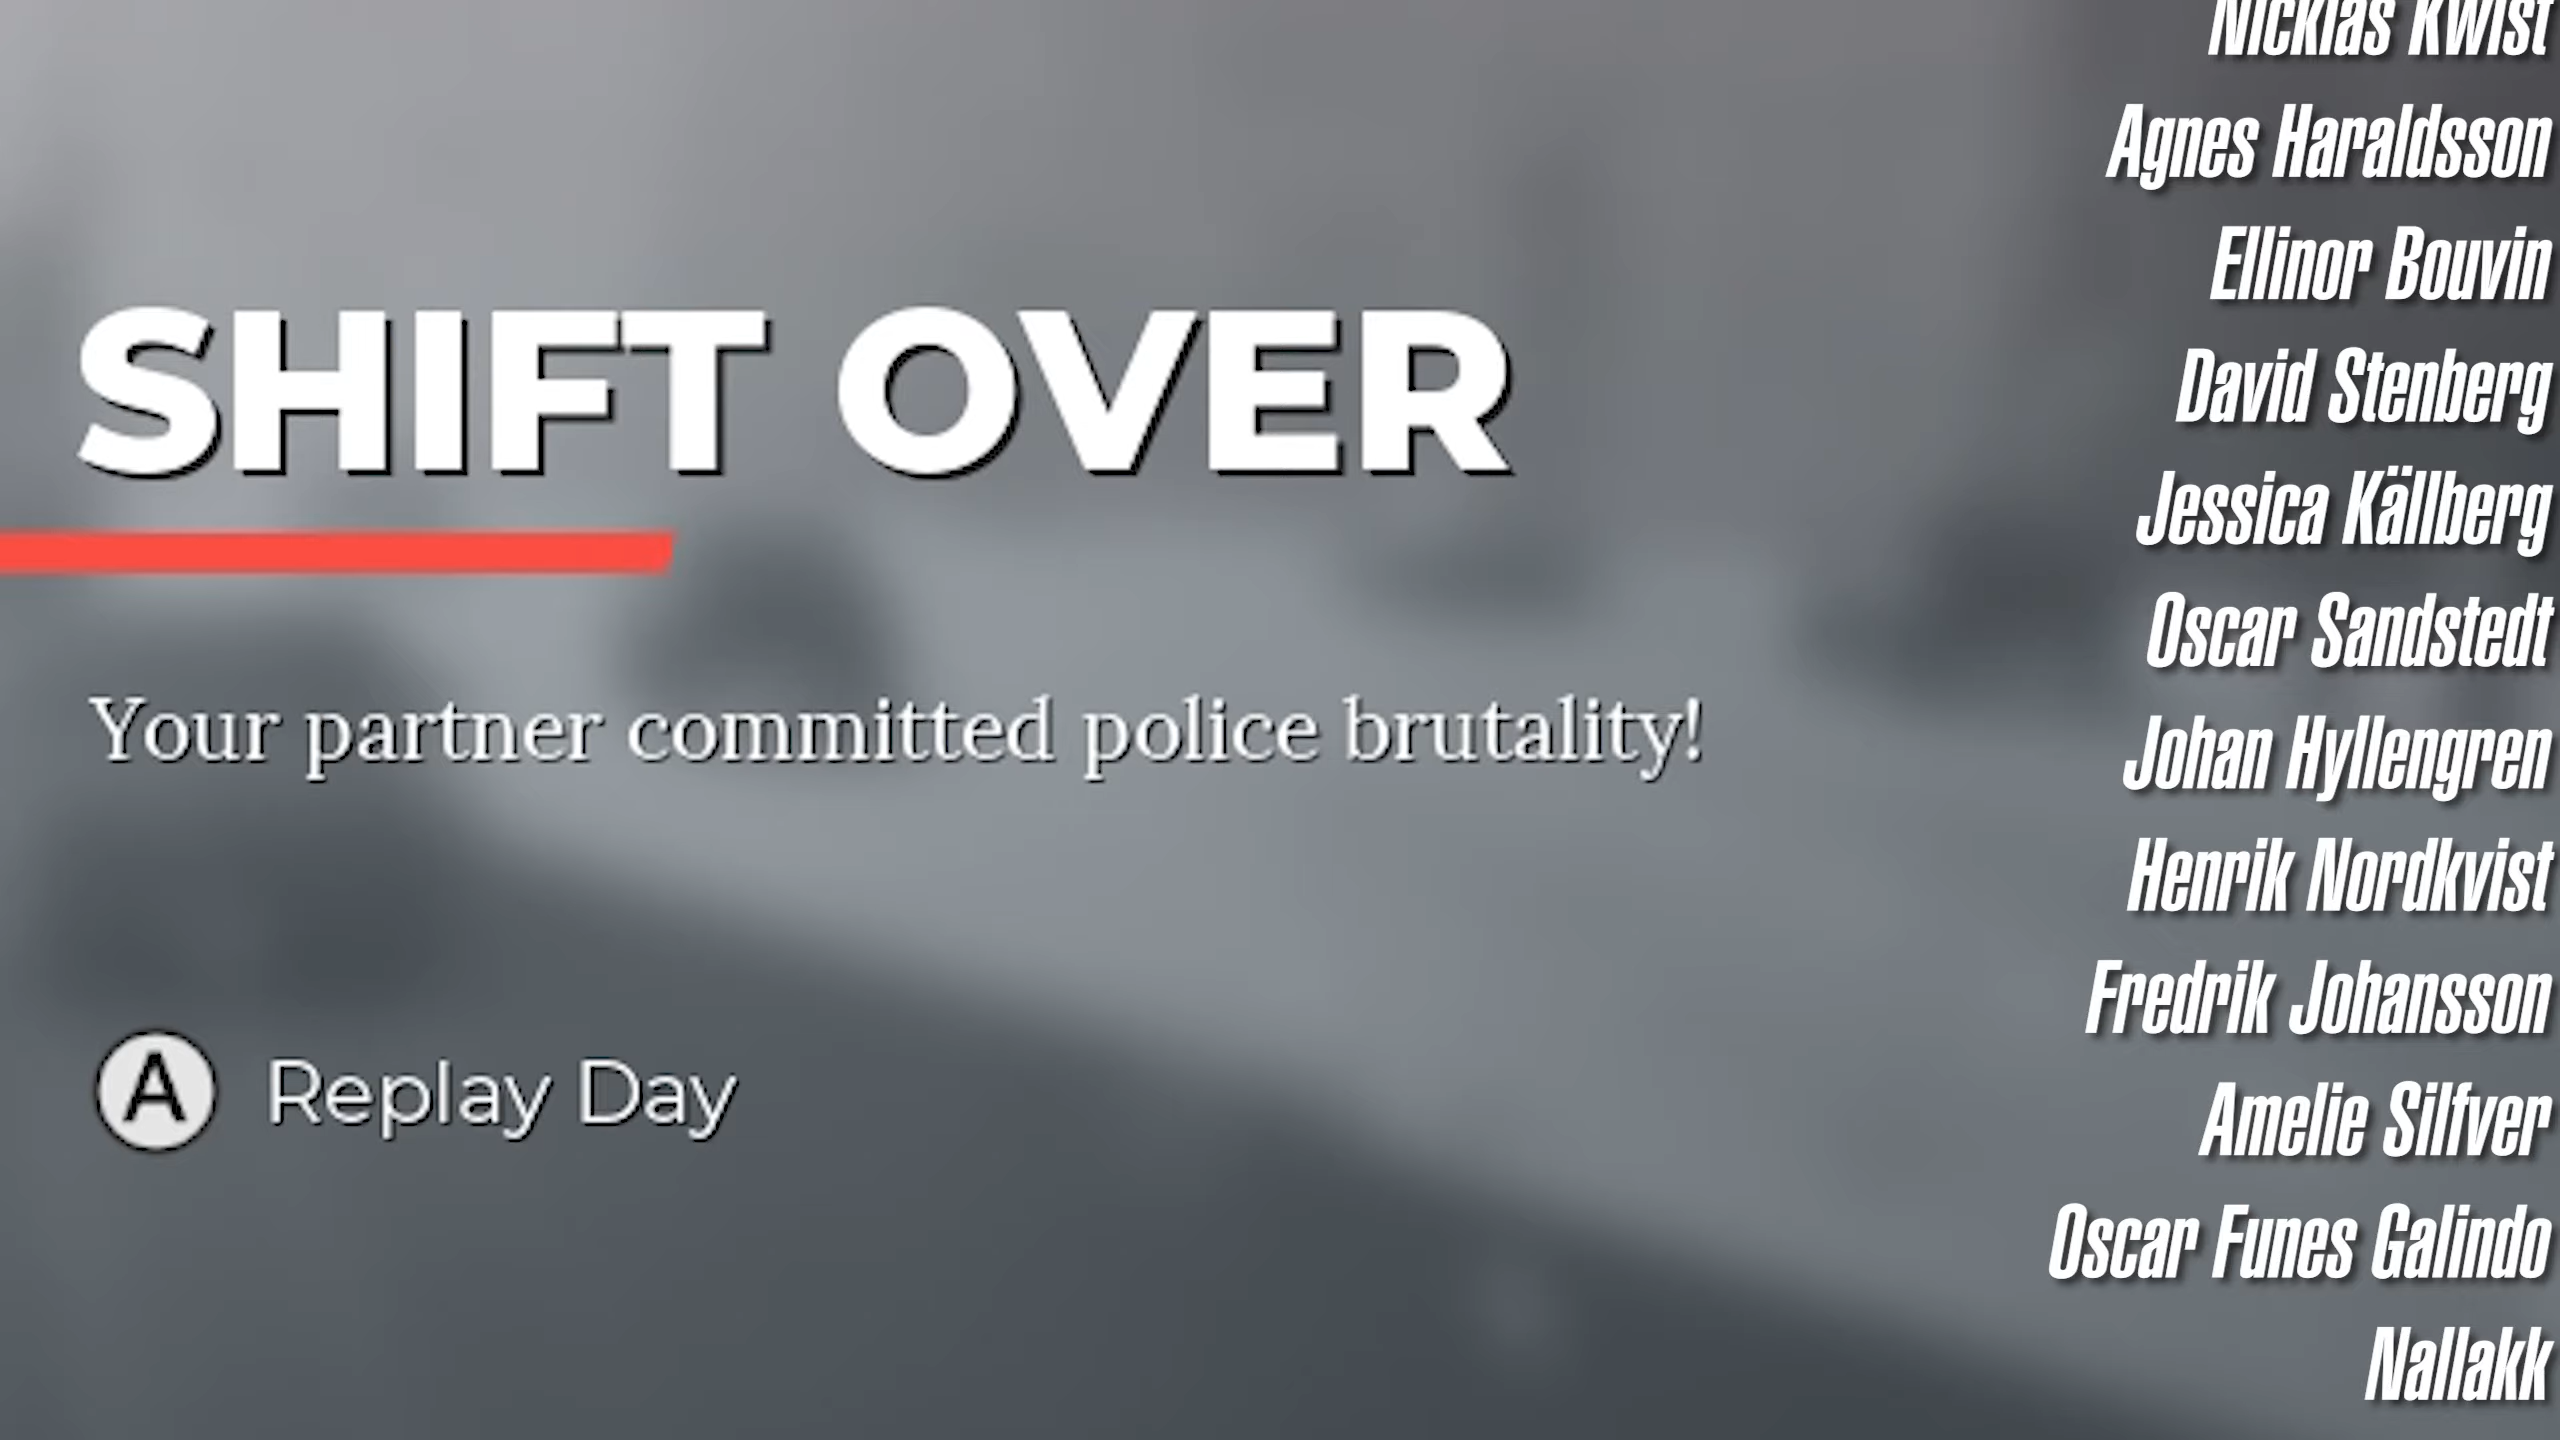 SHIFT OVER
Your partner committed police brutality!
A Replay Day
Nicklas Kwist
Agnes Haraldsson
Ellinor Bouvin
David Stenberg
Jessica Källberg
Oscar Sandstedt
Johan Hyllengren
Henrik Nordkvist
Fredrik Johansson
Amelie Silfver
Oscar Funes Galindo
Nallakk